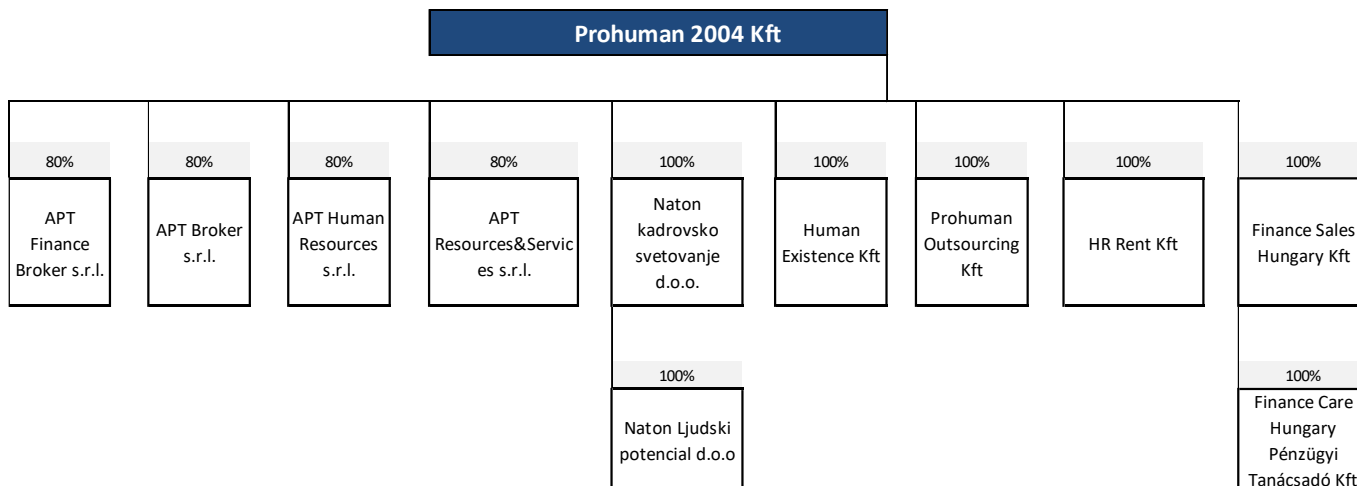 Prohuman 2004 Kft
80%
80%
80%
80%
100%
100%
100%
100%
100%
APT
Finance
Broker s.r.l.
APT Broker
s.r.l.
APT Human
Resources
s.r.l.
APT
Resources&Servic
es s.r.l.
Naton
kadrovsko
svetovanje
d.o.o.
Human
Existence Kft
Prohuman
Outsourcing
Kft
HR Rent Kft
Finance Sales
Hungary Kft
100%
100%
Naton Ljudski
potencial d.o.o
Finance Care
Hungary
Pénzügyi
Tanácsadó Kft